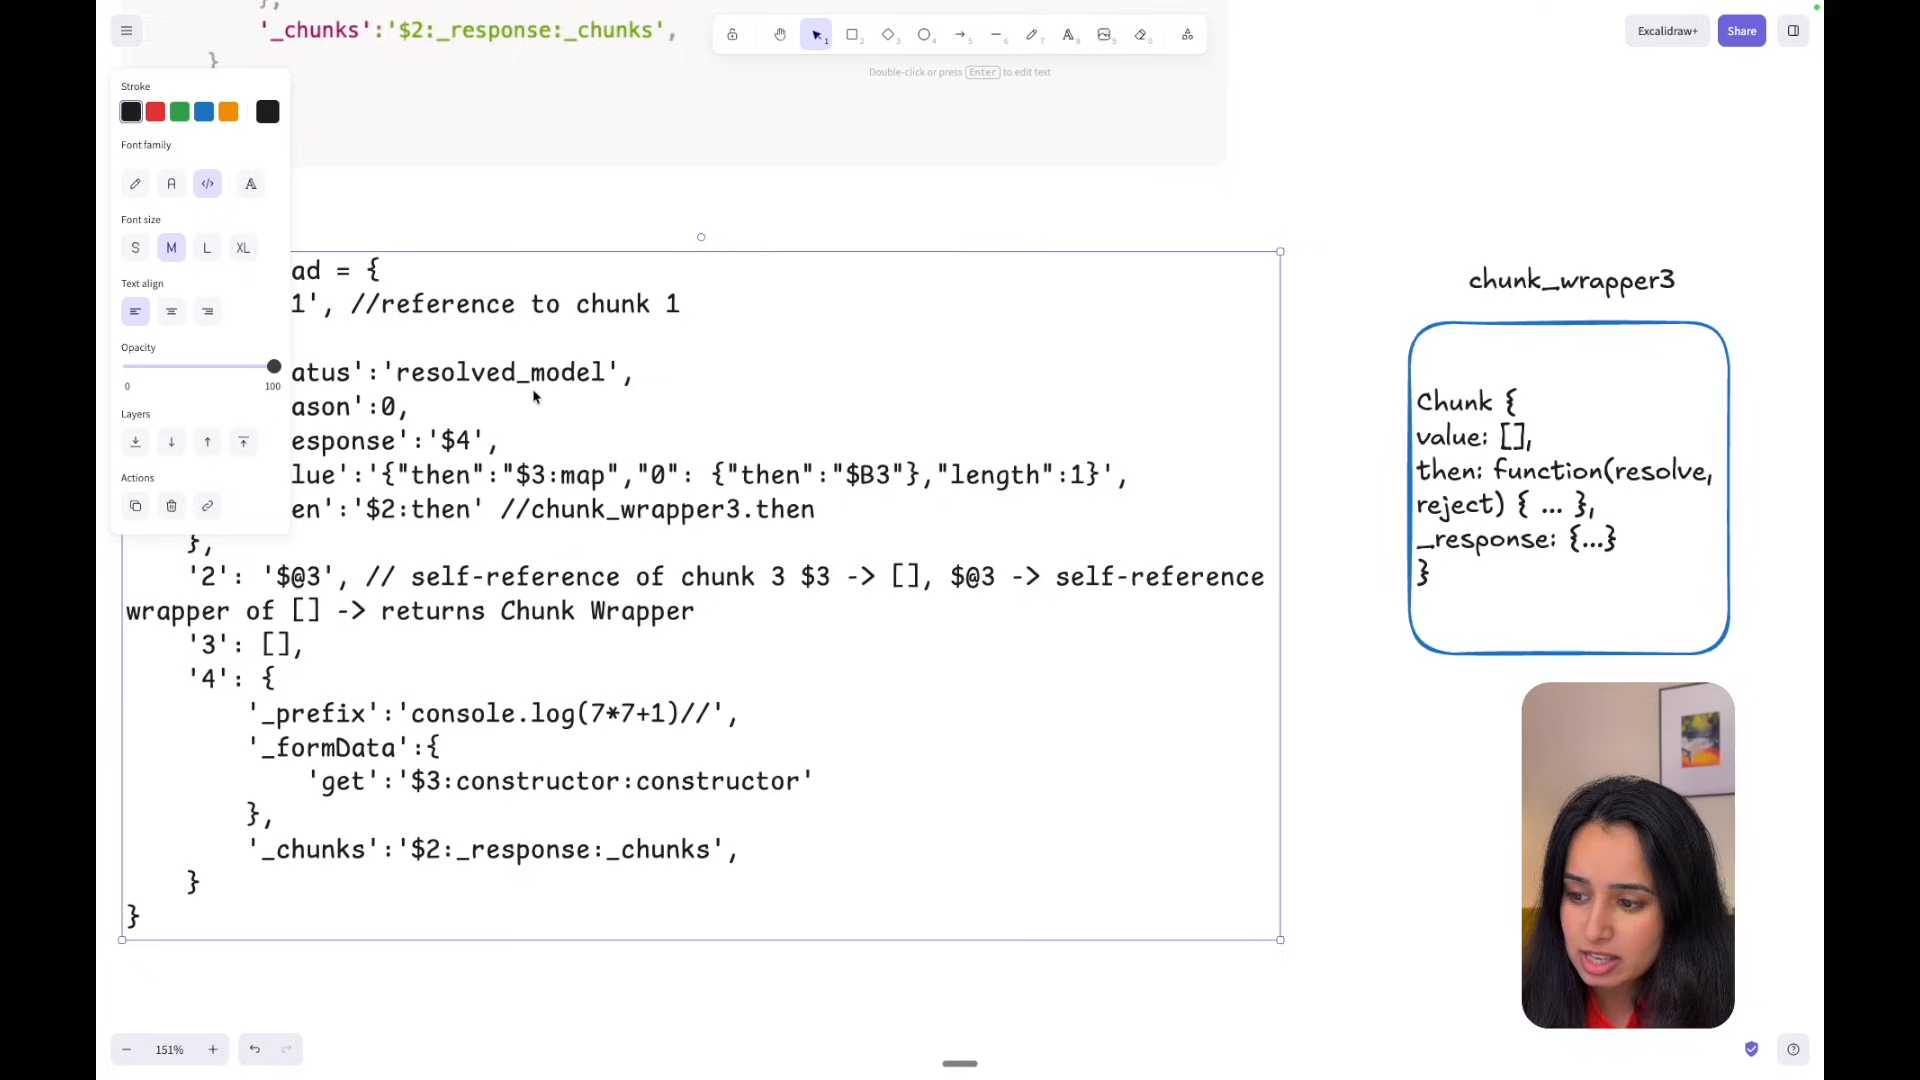 '_chunks':'$2:_response:_chunks',
}
Excalidraw+
Share
Double-click or press Enter to edit text
Stroke
Font family
Font size
S M L XL
Text align
Opacity
0 100
Layers
Actions
ad = {
1', //reference to chunk 1
atus':'resolved_model',
ason':0,
esponse':'$4',
lue':'{"then":"$3:map","0": {"then":"$B3"},"length":1}',
en':'$2:then' //chunk_wrapper3.then
},
'2': '$@3', // self-reference of chunk 3 $3 -> [], $@3 -> self-reference
wrapper of [] -> returns Chunk Wrapper
'3': [],
'4': {
'_prefix':'console.log(7*7+1)//',
'_formData':{
'get':'$3:constructor:constructor'
},
'_chunks':'$2:_response:_chunks',
}
}
chunk_wrapper3
Chunk {
value: [],
then: function(resolve,
reject) { ... },
_response: {...}
}
151%